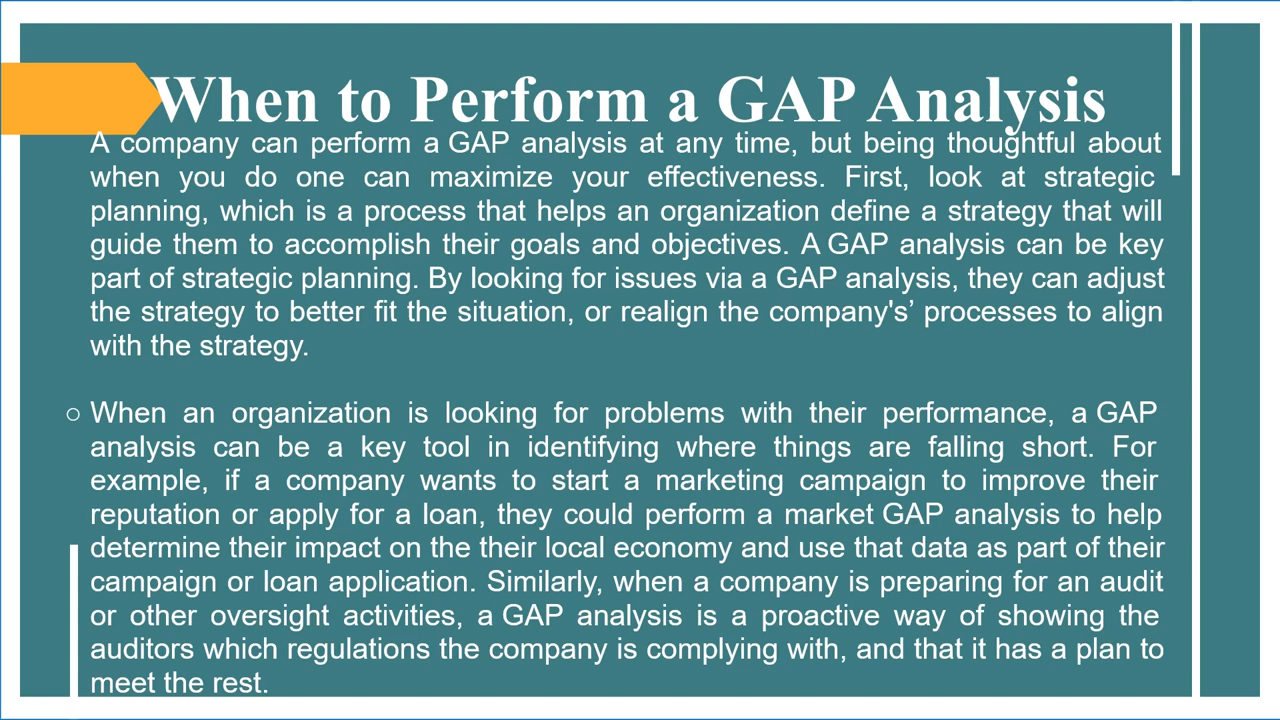 When to Perform a GAP Analysis
A company can perform a GAP analysis at any time, but being thoughtful about
when you do one can maximize your effectiveness. First, look at strategic
planning, which is a process that helps an organization define a strategy that will
guide them to accomplish their goals and objectives. A GAP analysis can be key
part of strategic planning. By looking for issues via a GAP analysis, they can adjust
the strategy to better fit the situation, or realign the company's’ processes to align
with the strategy.
○ When an organization is looking for problems with their performance, a GAP
analysis can be a key tool in identifying where things are falling short. For
example, if a company wants to start a marketing campaign to improve their
reputation or apply for a loan, they could perform a market GAP analysis to help
determine their impact on the their local economy and use that data as part of their
campaign or loan application. Similarly, when a company is preparing for an audit
or other oversight activities, a GAP analysis is a proactive way of showing the
auditors which regulations the company is complying with, and that it has a plan to
meet the rest.